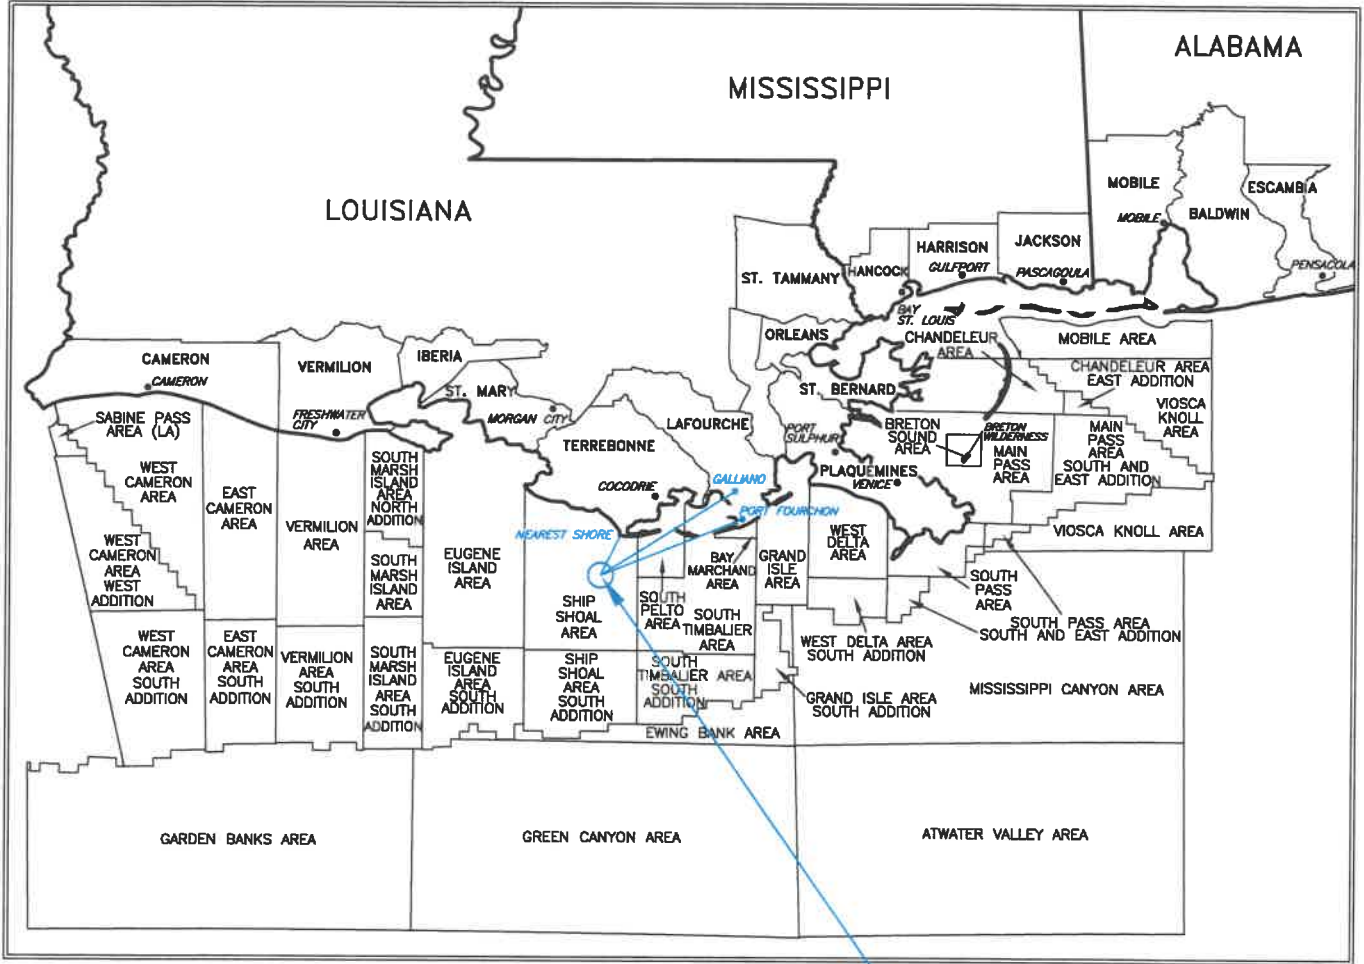 ALABAMA
MISSISSIPPI
LOUISIANA
MOBILE
MOBILE
BALDWIN
ESCAMBIA
PENSACOLA
HANCOCK
HARRISON
GULFPORT
JACKSON
PASCAGOULA
ST. TAMMANY
BAY
ST. LOUIS
ORLEANS
CHANDELEUR
AREA
MOBILE AREA
CHANDELEUR AREA
EAST ADDITION
VIOSCA
KNOLL
AREA
CAMERON
CAMERON
VERMILION
IBERIA
ST. MARY
MORGAN CITY
FRESHWATER
CITY
TERREBONNE
COCODRIE
LAFOURCHE
ST. BERNARD
PORT
SULPHUR
PLAQUEMINES
VENICE
BRETON
SOUND
AREA
BRETON
WILDERNESS
MAIN
PASS
AREA
MAIN
PASS
AREA
SOUTH AND
EAST ADDITION
VIOSCA KNOLL AREA
SABINE PASS
AREA (LA)
WEST
CAMERON
AREA
EAST
CAMERON
AREA
VERMILION
AREA
SOUTH
MARSH
ISLAND
AREA
NORTH
ADDITION
WEST
CAMERON
AREA
WEST
ADDITION
SOUTH
MARSH
ISLAND
AREA
EUGENE
ISLAND
AREA
GALLIANO
PORT FOURCHON
NEAREST SHORE
SHIP
SHOAL
AREA
SOUTH
PELTO
AREA
BAY
MARCHAND
AREA
SOUTH
TIMBALIER
AREA
GRAND
ISLE
AREA
WEST
DELTA
AREA
SOUTH
PASS
AREA
SOUTH PASS AREA
SOUTH AND EAST ADDITION
WEST DELTA AREA
SOUTH ADDITION
WEST
CAMERON
AREA
SOUTH
ADDITION
EAST
CAMERON
AREA
SOUTH
ADDITION
VERMILION
AREA
SOUTH
ADDITION
SOUTH
MARSH
ISLAND
AREA
SOUTH
ADDITION
EUGENE
ISLAND
AREA
SOUTH
ADDITION
SHIP
SHOAL
AREA
SOUTH
ADDITION
SOUTH
TIMBALIER AREA
SOUTH
ADDITION
GRAND ISLE AREA
SOUTH ADDITION
MISSISSIPPI CANYON AREA
EWING BANK AREA
GARDEN BANKS AREA
GREEN CANYON AREA
ATWATER VALLEY AREA